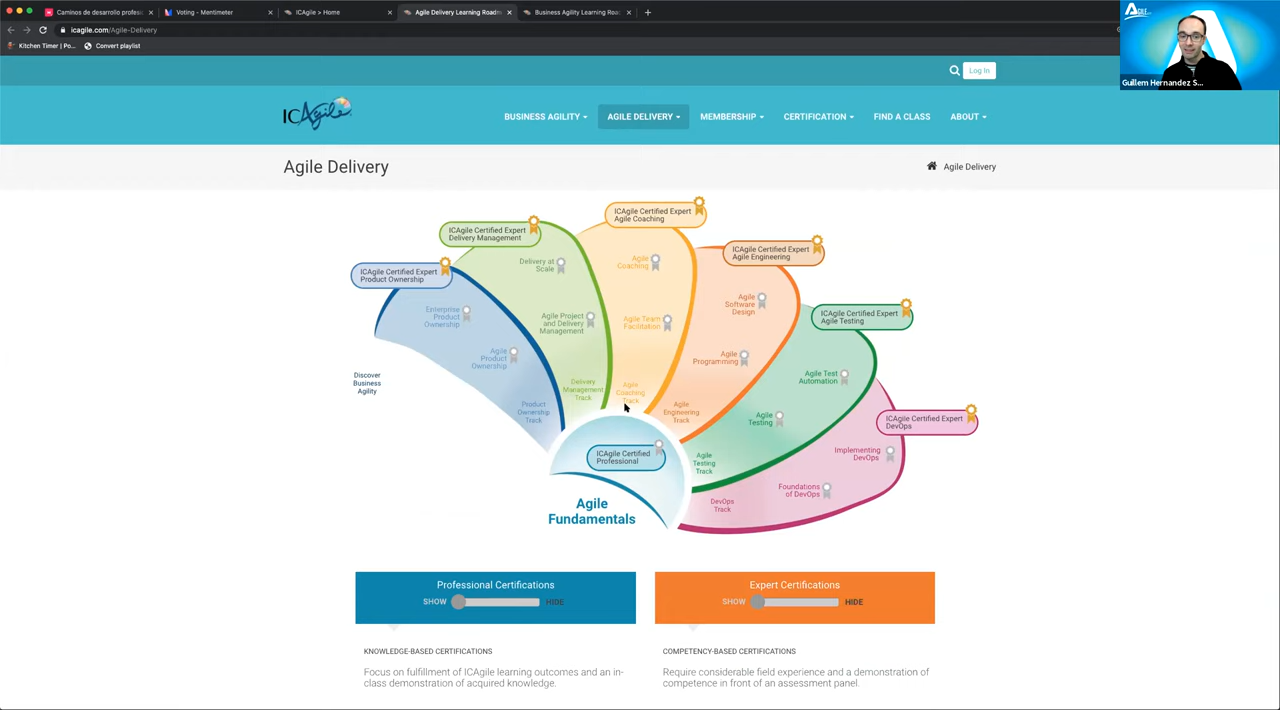 Caminos de desarrollo profes
Voting - Mentimeter
ICAgile > Home
Agile Delivery Learning Roadm
Business Agility Learning Roa
icagile.com/Agile-Delivery
Kitchen Timer | Po...
Convert playlist
AGILE
Guillem Hernandez S...
Log In
ICAgile
BUSINESS AGILITY
AGILE DELIVERY
MEMBERSHIP
CERTIFICATION
FIND A CLASS
ABOUT
Agile Delivery
Agile Delivery
ICAgile Certified Expert
Agile Coaching
ICAgile Certified Expert
Delivery Management
ICAgile Certified Expert
Agile Engineering
ICAgile Certified Expert
Product Ownership
ICAgile Certified Expert
Agile Testing
ICAgile Certified Expert
DevOps
Enterprise
Product
Ownership
Agile
Product
Ownership
Product
Ownership
Track
Delivery at
Scale
Agile Project
and Delivery
Management
Delivery
Management
Track
Agile
Coaching
Agile Team
Facilitation
Agile
Coaching
Track
Agile
Software
Design
Agile
Programming
Agile
Engineering
Track
Agile Test
Automation
Agile
Testing
Agile
Testing
Track
Implementing
DevOps
Foundations
of DevOps
DevOps
Track
Discover
Business
Agility
ICAgile Certified
Professional
Agile
Fundamentals
Professional Certifications
SHOW
HIDE
Expert Certifications
SHOW
HIDE
KNOWLEDGE-BASED CERTIFICATIONS
Focus on fulfillment of ICAgile learning outcomes and an in-
class demonstration of acquired knowledge.
COMPETENCY-BASED CERTIFICATIONS
Require considerable field experience and a demonstration of
competence in front of an assessment panel.